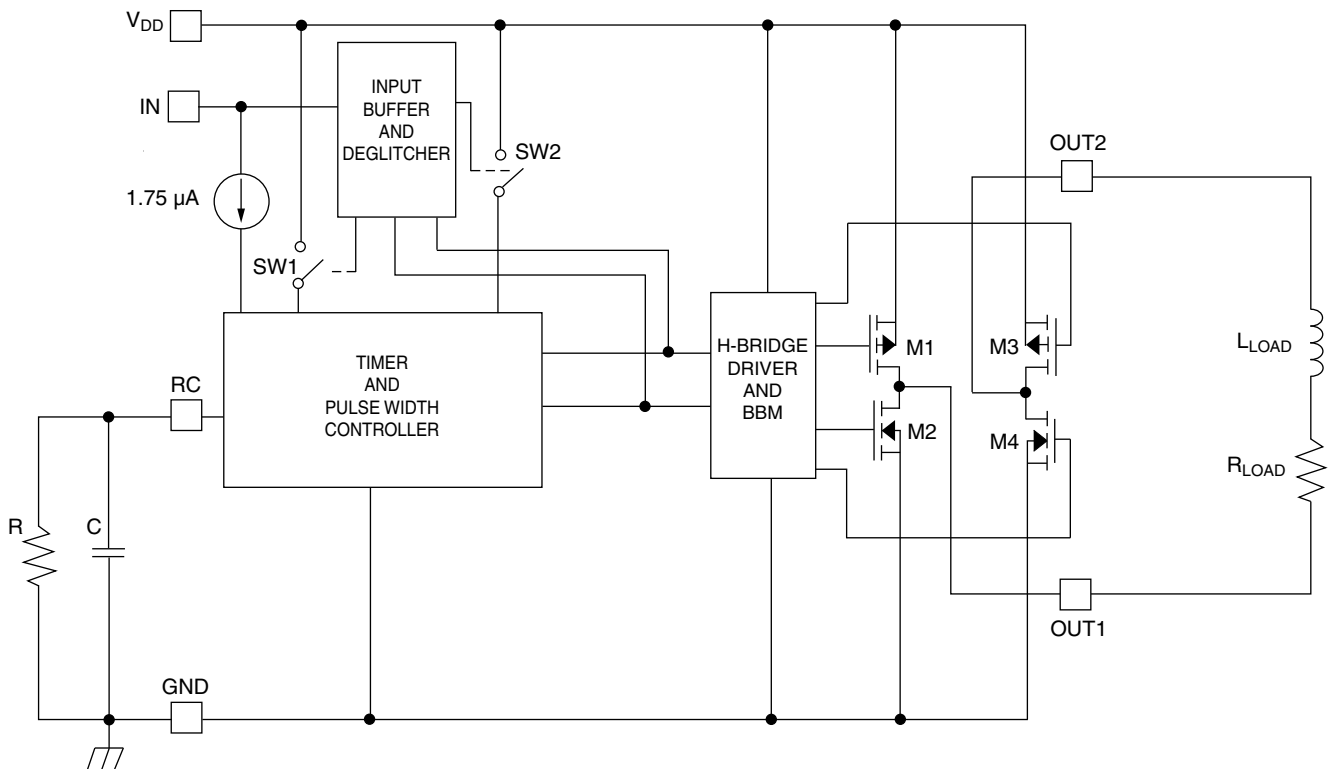 VDD
IN
INPUT
BUFFER
AND
DEGLITCHER
SW2
OUT2
1.75 µA
SW1
TIMER
AND
PULSE WIDTH
CONTROLLER
H-BRIDGE
DRIVER
AND
BBM
M1
M3
LLOAD
RC
M2
M4
RLOAD
R
C
OUT1
GND